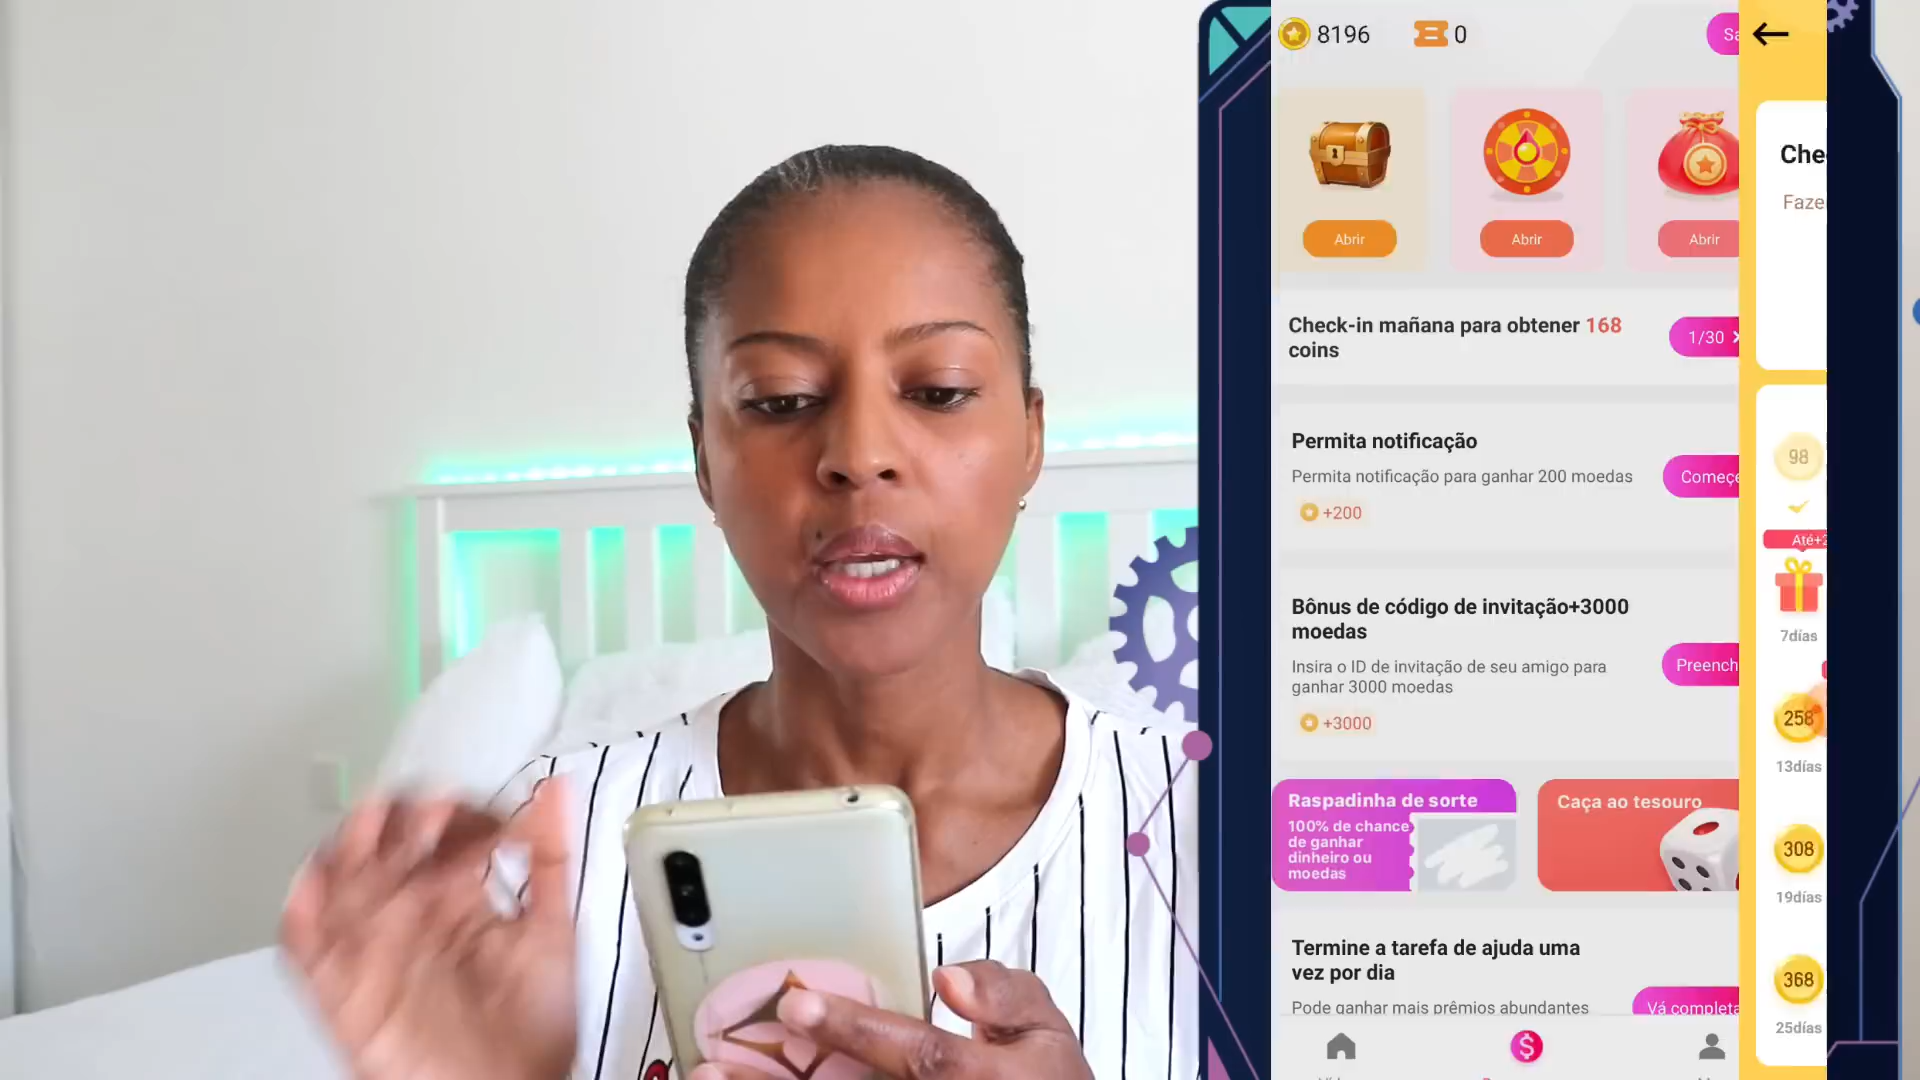 8196
0
Abrir
Abrir
Abrir
Check-in mañana para obtener 168
coins
1/30
Permita notificação
Permita notificação para ganhar 200 moedas
+200
Bônus de código de invitação+3000
moedas
Insira o ID de invitação de seu amigo para
ganhar 3000 moedas
+3000
Raspadinha de sorte
100% de chance
de ganhar
dinheiro ou
moedas
Caça ao tesouro
Termine a tarefa de ajuda uma
vez por dia
Pode ganhar mais prêmios abundantes
98
7días
258
13días
308
19días
368
25días